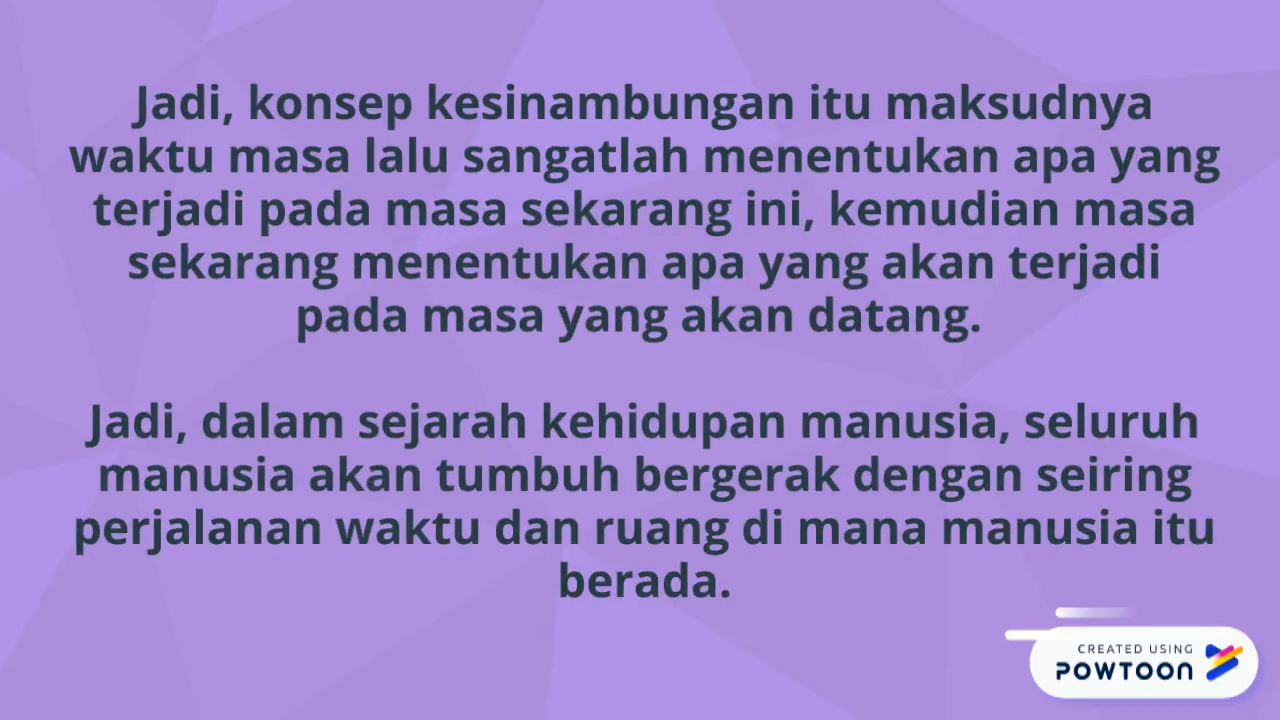 Jadi, konsep kesinambungan itu maksudnya
waktu masa lalu sangatlah menentukan apa yang
terjadi pada masa sekarang ini, kemudian masa
sekarang menentukan apa yang akan terjadi
pada masa yang akan datang.
Jadi, dalam sejarah kehidupan manusia, seluruh
manusia akan tumbuh bergerak dengan seiring
perjalanan waktu dan ruang di mana manusia itu
berada.
CREATED USING
POWTOON